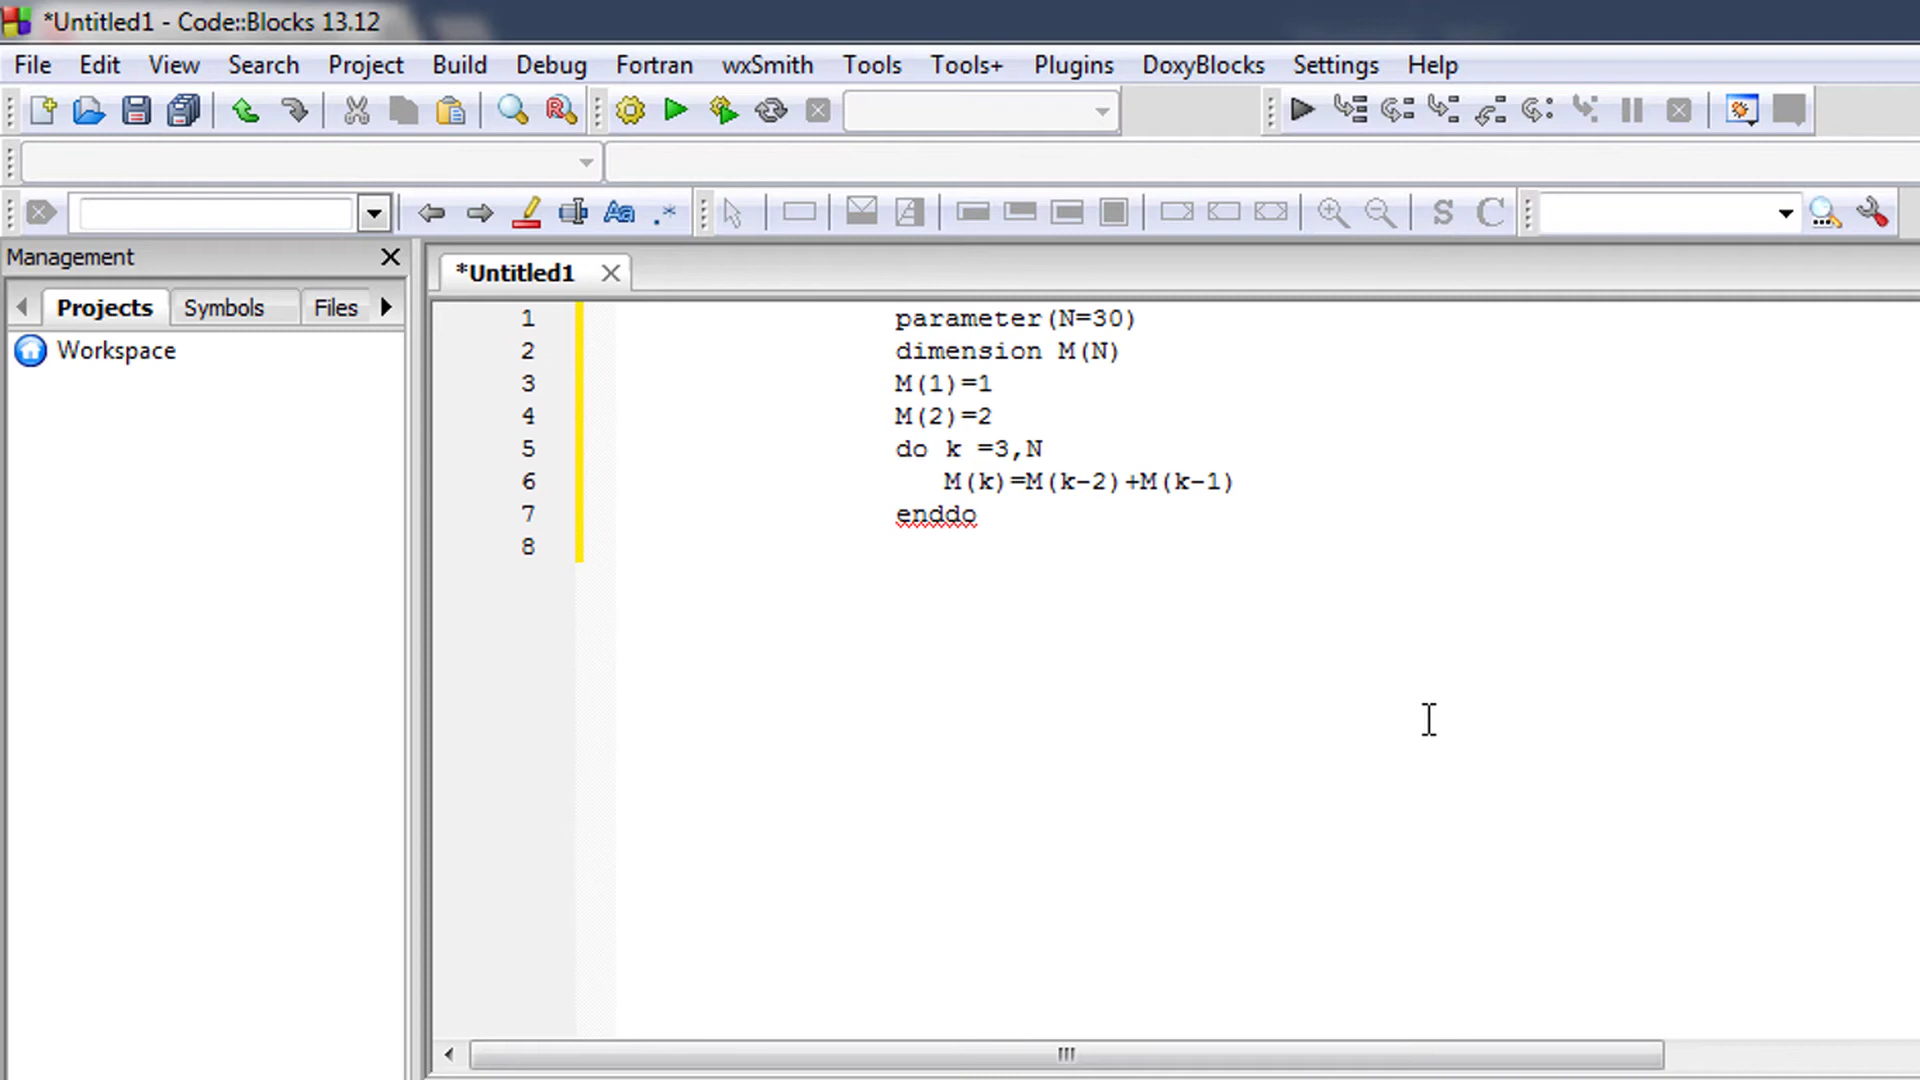 *Untitled1 - Code::Blocks 13.12
File Edit View Search Project Build Debug Fortran wxSmith Tools Tools+ Plugins DoxyBlocks Settings Help
Aa .*
S C
Management
Projects Symbols Files
*Untitled1
Workspace
1 parameter(N=30)
2 dimension M(N)
3 M(1)=1
4 M(2)=2
5 do k =3,N
6 M(k)=M(k-2)+M(k-1)
7 enddo
8